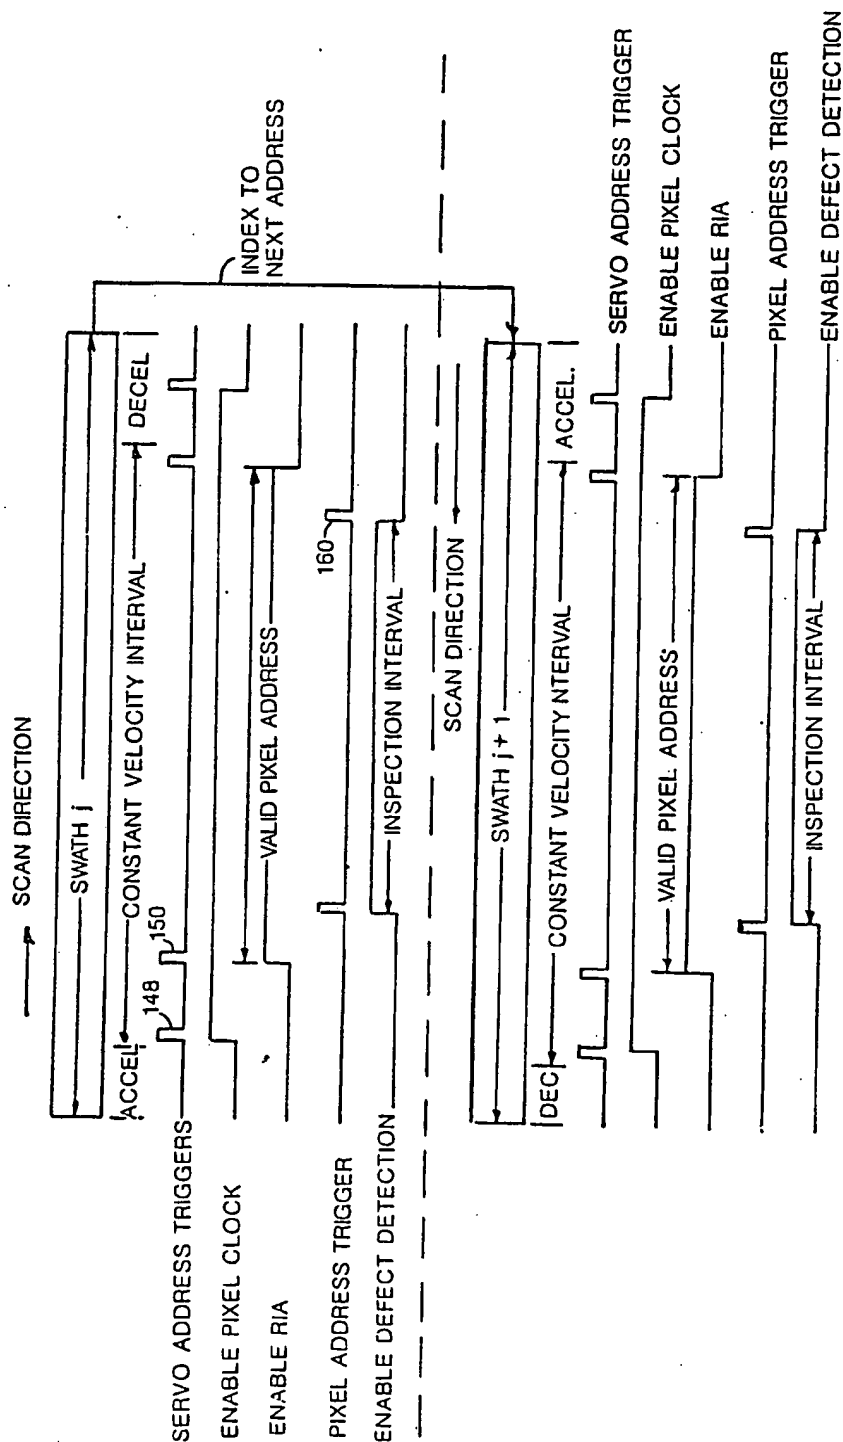 SCAN DIRECTION
SWATH j
ACCEL
CONSTANT VELOCITY INTERVAL
DECEL
INDEX TO
NEXT ADDRESS
148
150
SERVO ADDRESS TRIGGERS
ENABLE PIXEL CLOCK
VALID PIXEL ADDRESS
ENABLE RIA
160
PIXEL ADDRESS TRIGGER
INSPECTION INTERVAL
ENABLE DEFECT DETECTION
SCAN DIRECTION
SWATH j + 1
DEC
CONSTANT VELOCITY NTERVAL
ACCEL.
SERVO ADDRESS TRIGGER
ENABLE PIXEL CLOCK
VALID PIXEL ADDRESS
ENABLE RIA
PIXEL ADDRESS TRIGGER
INSPECTION INTERVAL
ENABLE DEFECT DETECTION